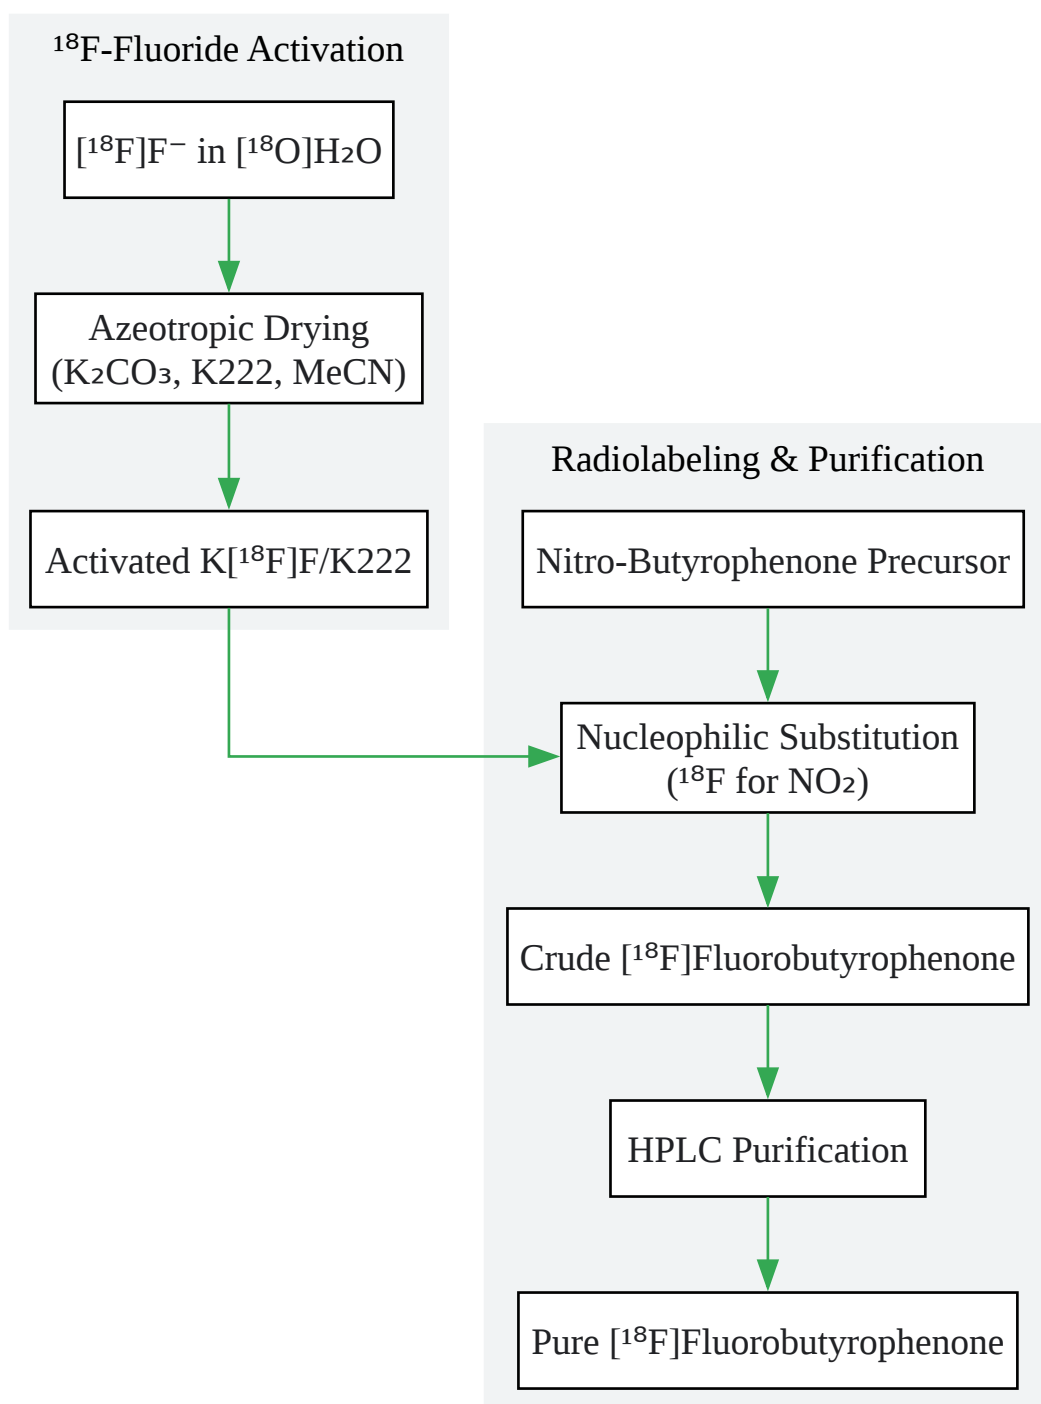 ¹⁸F-Fluoride Activation
[¹⁸F]F⁻ in [¹⁸O]H₂O
Azeotropic Drying
(K₂CO₃, K222, MeCN)
Activated K[¹⁸F]F/K222
Radiolabeling & Purification
Nitro-Butyrophenone Precursor
Nucleophilic Substitution
(¹⁸F for NO₂)
Crude [¹⁸F]Fluorobutyrophenone
HPLC Purification
Pure [¹⁸F]Fluorobutyrophenone